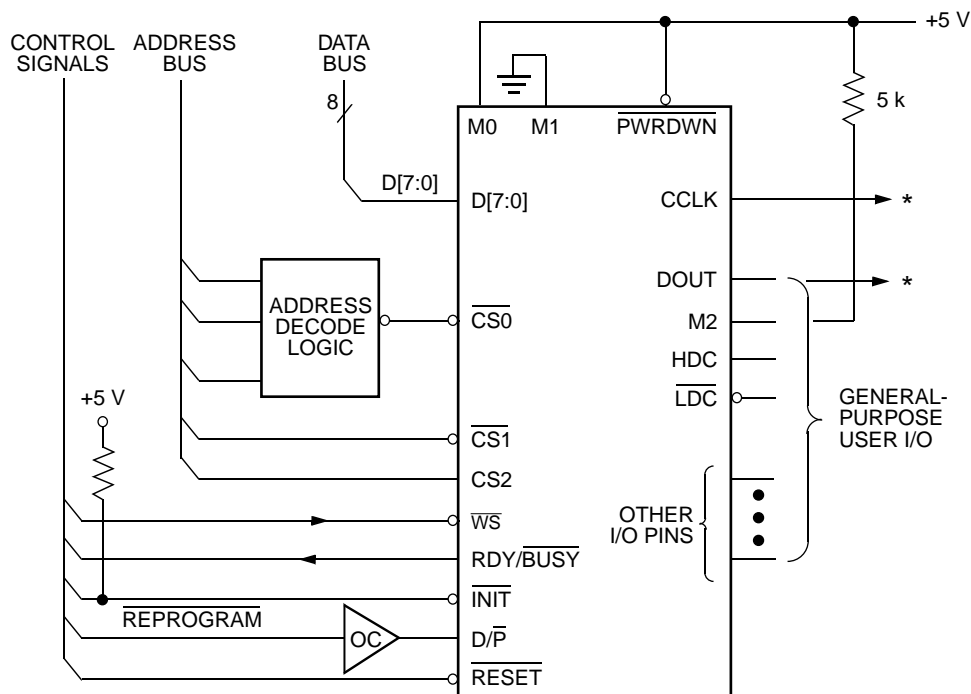 +5 V
CONTROL
SIGNALS
ADDRESS
BUS
DATA
BUS
8
5 k
M0
M1
PWRDWN
D[7:0]
D[7:0]
CCLK
*
DOUT
*
ADDRESS
DECODE
LOGIC
CS0
M2
HDC
LDC
GENERAL-
PURPOSE
USER I/O
+5 V
CS1
CS2
OTHER
I/O PINS
WS
RDY/BUSY
INIT
REPROGRAM
OC
D/P
RESET